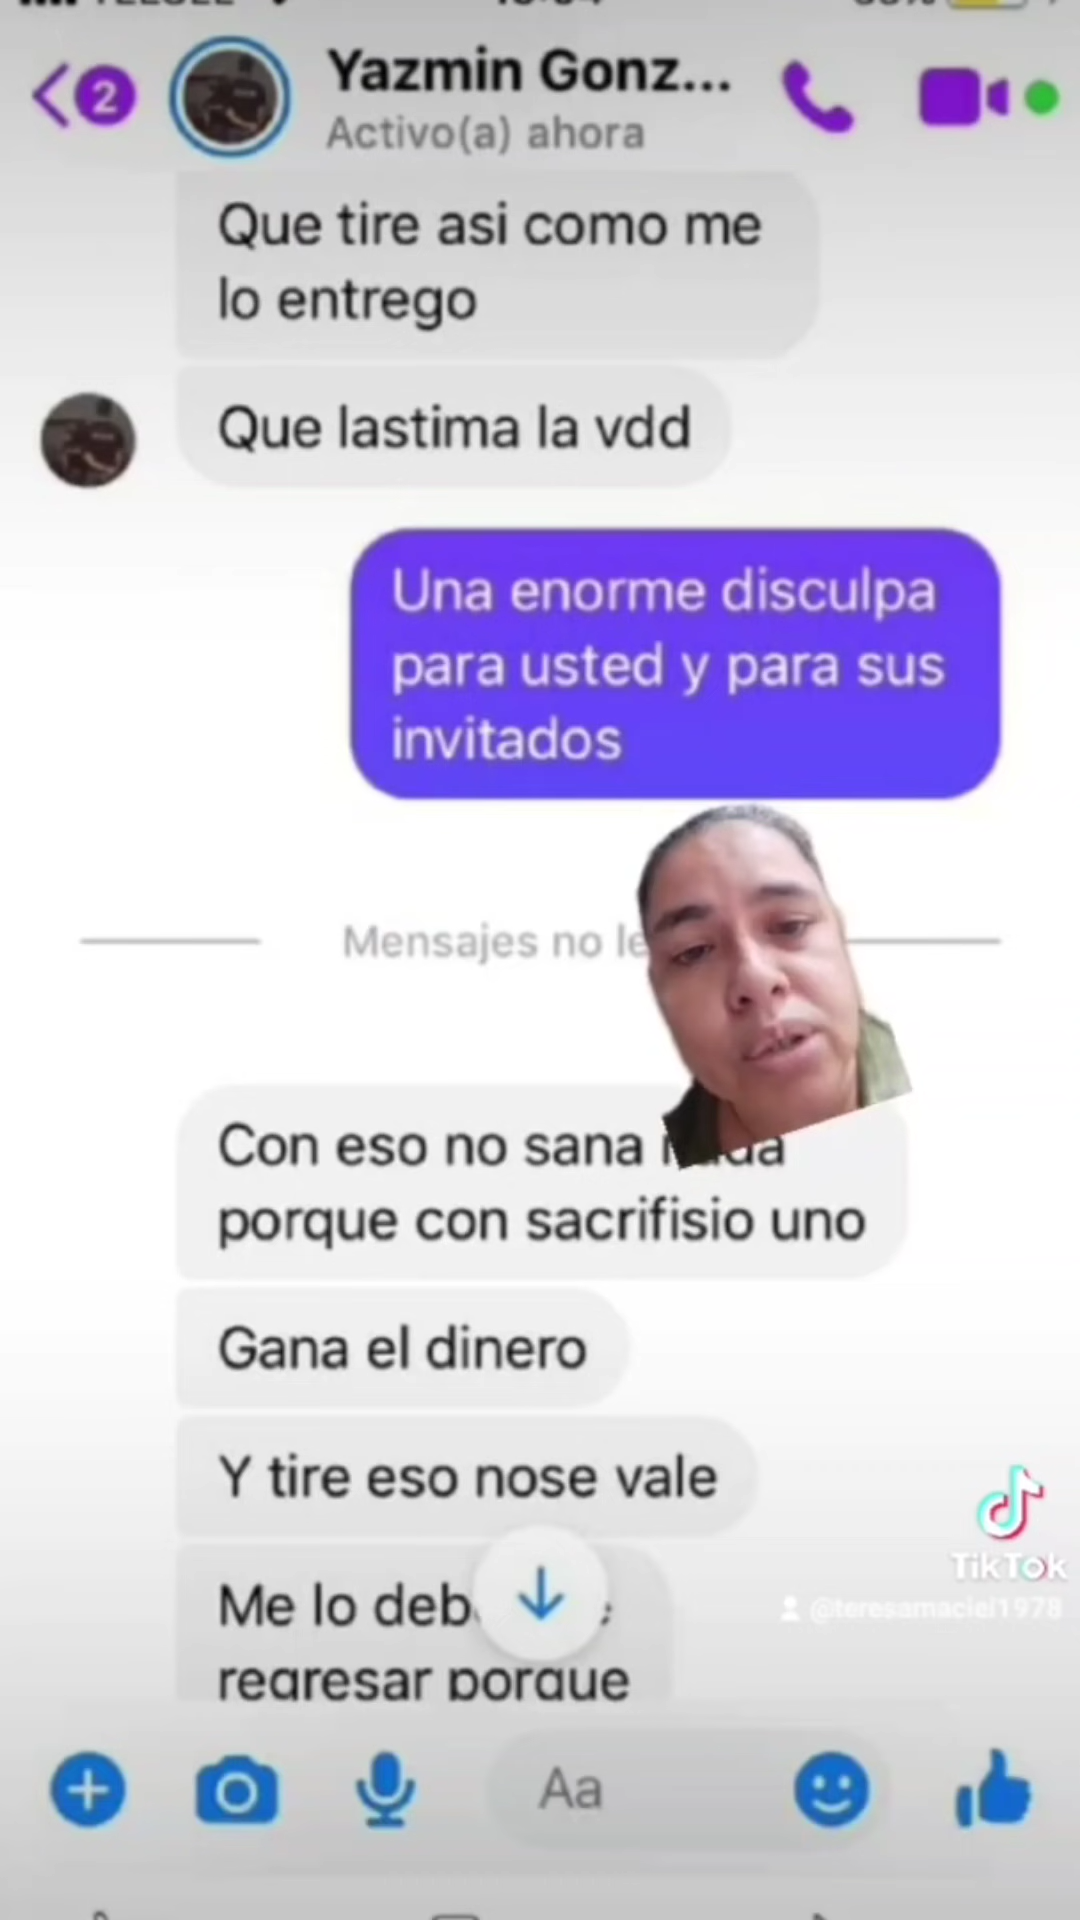 2
Yazmin Gonz...
Activo(a) ahora
Que tire asi como me
lo entrego
Que lastima la vdd
Una enorme disculpa
para usted y para sus
invitados
Mensajes no le
Con eso no sana
porque con sacrifisio uno
Gana el dinero
Y tire eso nose vale
Me lo deb
regresar porque
Aa
TikTok
@teresamaciel1978